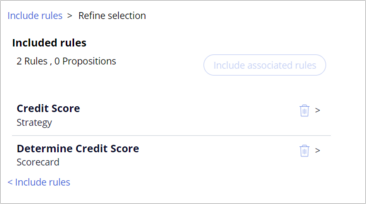 Include rules > Refine selection
Included rules
2 Rules , 0 Propositions
Include associated rules
Credit Score
>
Strategy
Determine Credit Score
>
Scorecard
< Include rules